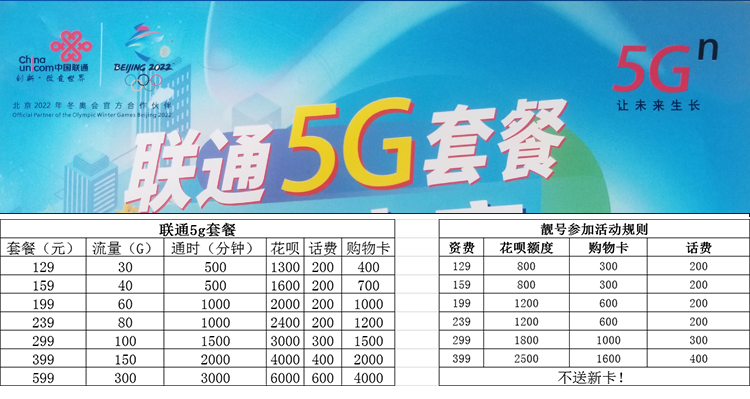 China
unicom中国联通
创新·改变世界
BEIJING 2022
北京2022年冬奥会官方合作伙伴
Official Partner of the Olympic Winter Games Beijing 2022
5Gⁿ
让未来生长
联通5G套餐
联通5g套餐
套餐（元） 流量（G） 通时（分钟） 花呗 话费 购物卡
129 30 500 1300 200 400
159 40 500 1600 200 700
199 60 1000 2000 200 1000
239 80 1000 2400 200 1200
299 100 1500 3000 300 1500
399 150 2000 4000 400 2000
599 300 3000 6000 600 4000
靓号参加活动规则
资费 花呗额度 购物卡 话费
129 800 300 200
159 800 300 200
199 1200 600 200
239 1200 600 200
299 1800 1000 300
399 2500 1600 400
不送新卡！